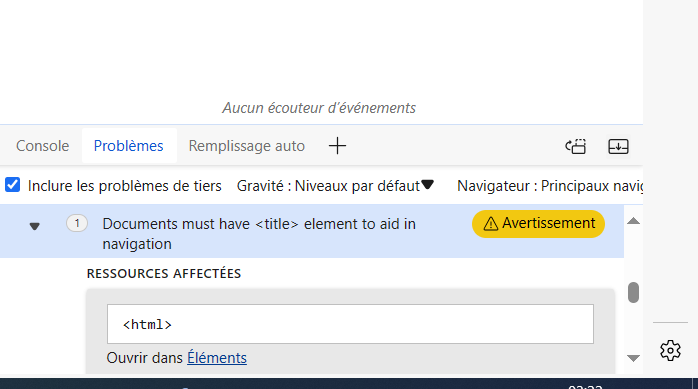 Aucun écouteur d'événements
Console Problèmes Remplissage auto
Inclure les problèmes de tiers Gravité : Niveaux par défaut Navigateur : Principaux
1 Documents must have <title> element to aid in Avertissement
navigation
RESSOURCES AFFECTÉES
<html>
Ouvrir dans Éléments